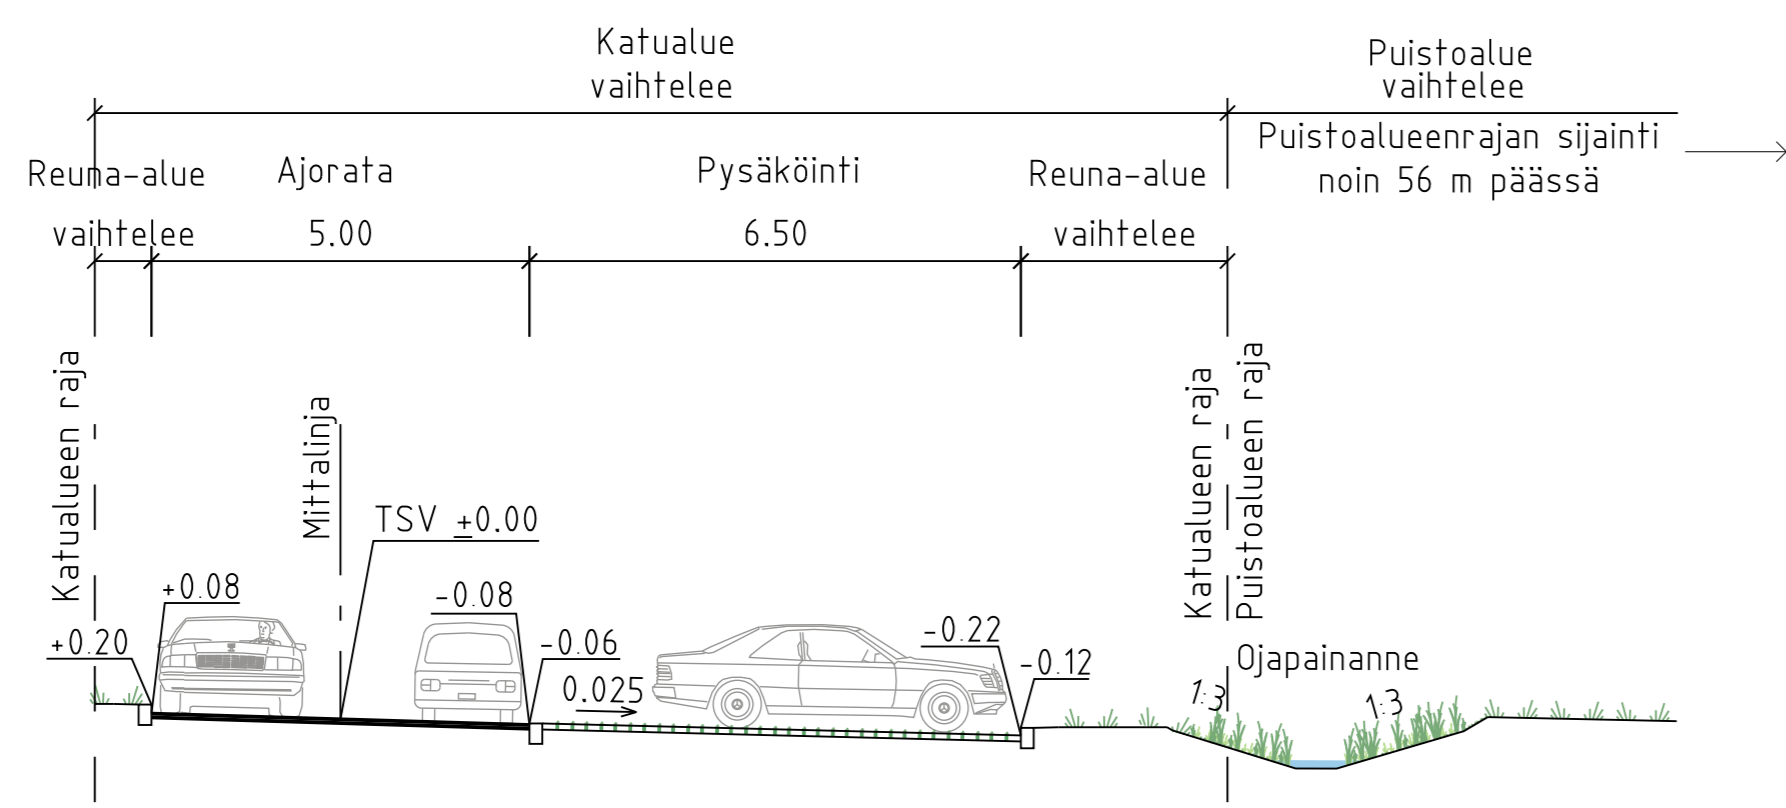 Katualue
vaihtelee
Puistoalue
vaihtelee
Puistoalueenrajan sijainti
noin 56 m päässä
Reuna-alue
vaihtelee
Ajorata
5.00
Pysäköinti
6.50
Reuna-alue
vaihtelee
Katualueen raja
Mittalinja
TSV ±0.00
Katualueen raja
Puistoalueen raja
+0.08
+0.20
-0.08
-0.06
0.025
-0.22
-0.12
Ojapainanne
1:3
1:3